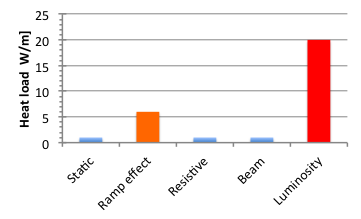 Heat load W/m]
25
20
15
10
5
0
Static
Ramp effect
Resistive
Beam
Luminosity